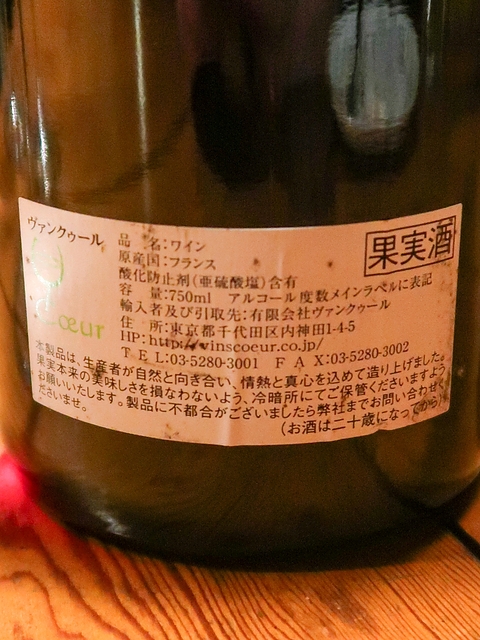 ヴァンクゥール
cœur
果実酒
品　名:ワイン
原産国:フランス
酸化防止剤(亜硫酸塩)含有
容　量:750ml　アルコール度数メインラベルに表記
輸入者及び引取先:有限会社ヴァンクゥール
住　所:東京都千代田区内神田1-4-5
HP:http://vinscoeur.co.jp/
TEL:03-5280-3001　FAX:03-5280-3002
本製品は、生産者が自然と向き合い、情熱と真心を込めて造り上げました。
果実本来の美味しさを損なわないよう、冷暗所にてご保管くださいますよう
お願いいたします。製品に不都合がございましたら弊社までお問い合わせく
ださいませ。
(お酒は二十歳になってから)